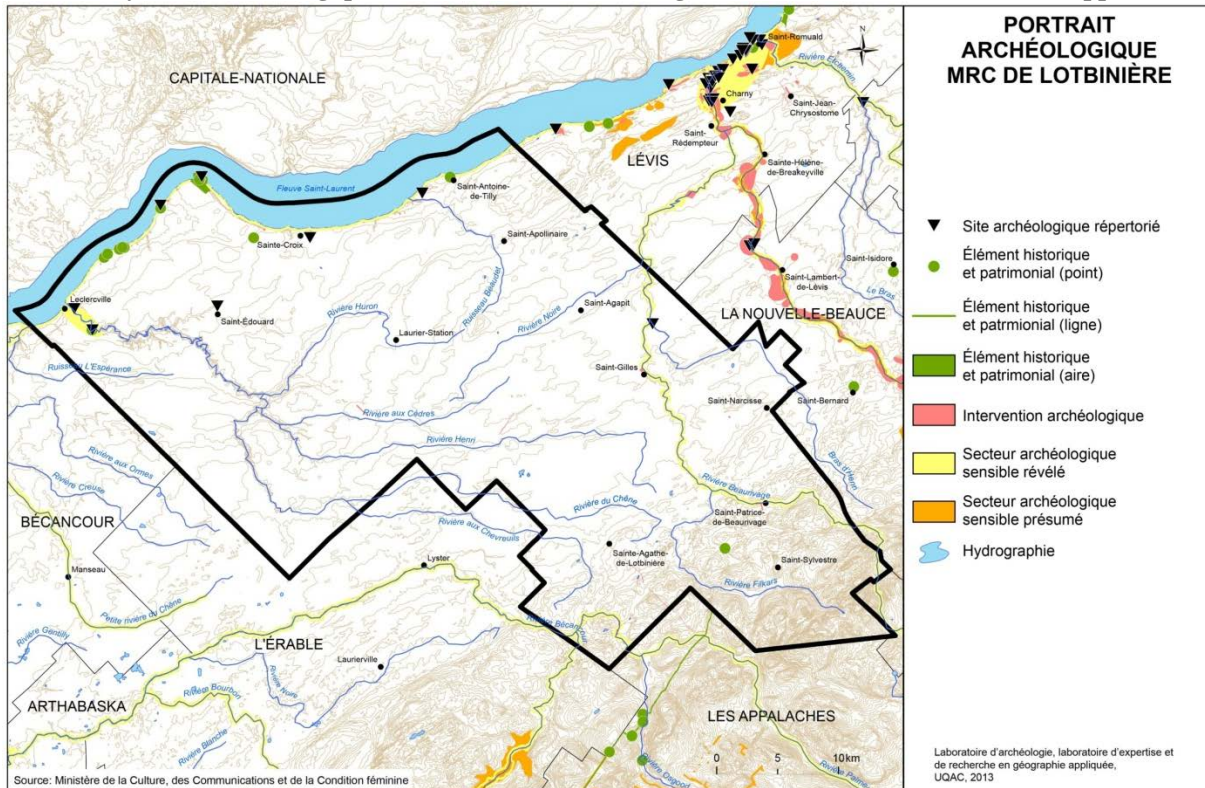 PORTRAIT
ARCHÉOLOGIQUE
MRC DE LOTBINIÈRE
CAPITALE-NATIONALE
Saint-Romuald
Rivière Etchemin
Charny
Saint-Jean-
Chrysostome
Saint-
Rédempteur
LÉVIS
Sainte-Hélène-
de-Breakeyville
Fleuve Saint-Laurent
Saint-Antoine-
de-Tilly
Sainte-Croix
Saint-Apollinaire
Saint-Isidore
Saint-Lambert-
de-Lévis
Le Bras
Leclercville
Saint-Édouard
Rivière Huron
Ruisseau Beaudet
Rivière Noire
Saint-Agapit
LA NOUVELLE-BEAUCE
Laurier-Station
Ruisseau L'Espérance
Saint-Gilles
Saint-Narcisse
Saint-Bernard
Rivière aux Cèdres
Rivière Henri
Bras d'Henri
Rivière aux Ormes
Rivière Creuse
Rivière du Chêne
Rivière Beaurivage
BÉCANCOUR
Rivière aux Chevreuils
Saint-Patrice-
de-Beaurivage
Manseau
Lyster
Sainte-Agathe-
de-Lotbinière
Saint-Sylvestre
Rivière Filkars
Petite rivière du Chêne
Rivière Gentilly
L'ÉRABLE
Rivière Bécancour
Laurierville
Rivière Noire
Rivière Bourbon
ARTHABASKA
Rivière Blanche
LES APPALACHES
Rivière Osgood
Rivière Palmer
0 5 10km
Source: Ministère de la Culture, des Communications et de la Condition féminine
N
Site archéologique répertorié
Élément historique
et patrimonial (point)
Élément historique
et patrmionial (ligne)
Élément historique
et patrimonial (aire)
Intervention archéologique
Secteur archéologique
sensible révélé
Secteur archéologique
sensible présumé
Hydrographie
Laboratoire d'archéologie, laboratoire d'expertise et
de recherche en géographie appliquée,
UQAC, 2013